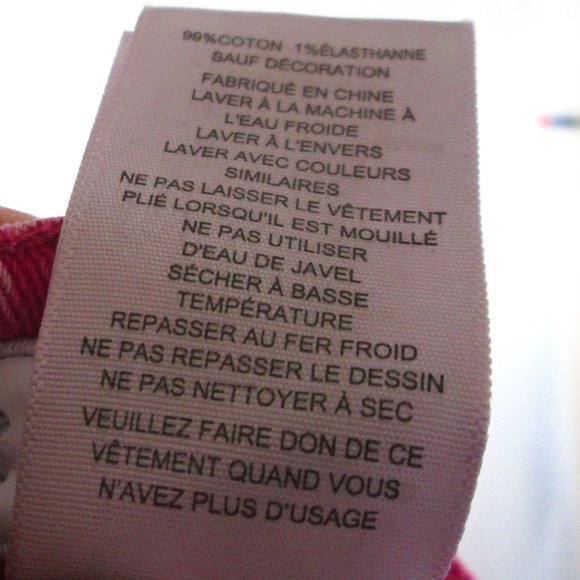 99%COTON 1%ÉLASTHANNE
SAUF DÉCORATION
FABRIQUÉ EN CHINE
LAVER À LA MACHINE À
L'EAU FROIDE
LAVER À L'ENVERS
LAVER AVEC COULEURS
SIMILAIRES
NE PAS LAISSER LE VÊTEMENT
PLIÉ LORSQU'IL EST MOUILLÉ
NE PAS UTILISER
D'EAU DE JAVEL
SÉCHER À BASSE
TEMPÉRATURE
REPASSER AU FER FROID
NE PAS REPASSER LE DESSIN
NE PAS NETTOYER À SEC
VEUILLEZ FAIRE DON DE CE
VÊTEMENT QUAND VOUS
N'AVEZ PLUS D'USAGE